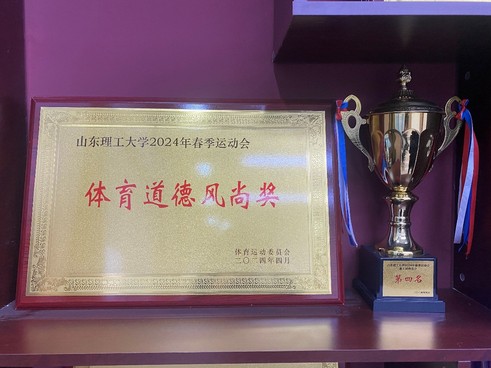 山东理工大学2024年春季运动会
体育道德风尚奖
体育运动委员会
二〇二四年四月
第四名